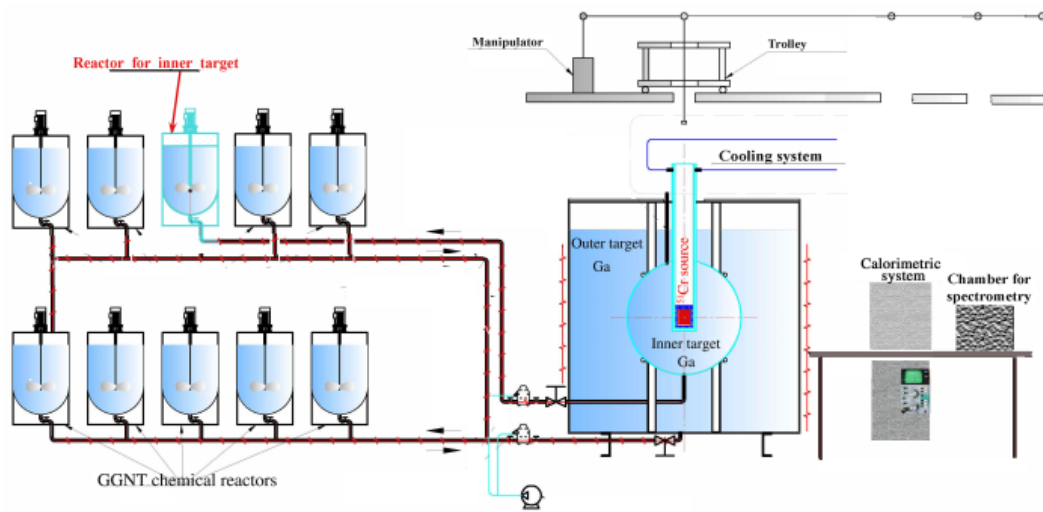 Manipulator
Trolley
Reactor for inner target
Cooling system
Outer target
Ga
51Cr source
Inner target
Ga
Calorimetric
system
Chamber for
spectrometry
GGNT chemical reactors